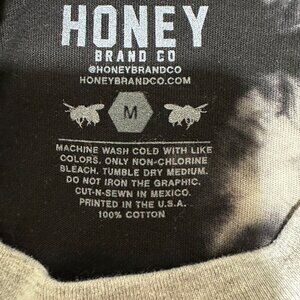 HONEY
BRAND CO
@HONEYBRANDCO
HONEYBRANDCO.COM
M
MACHINE WASH COLD WITH LIKE
COLORS. ONLY NON-CHLORINE
BLEACH. TUMBLE DRY MEDIUM.
DO NOT IRON THE GRAPHIC.
CUT-N-SEWN IN MEXICO.
PRINTED IN THE U.S.A.
100% COTTON